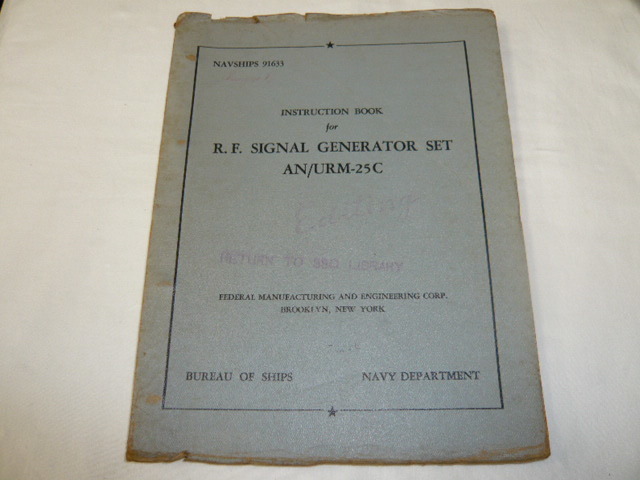 NAVSHIPS 91633
INSTRUCTION BOOK
for
R. F. SIGNAL GENERATOR SET
AN/URM-25C
Editing
RETURN TO SSD LIBRARY
FEDERAL MANUFACTURING AND ENGINEERING CORP.
BROOKLYN, NEW YORK
BUREAU OF SHIPS NAVY DEPARTMENT